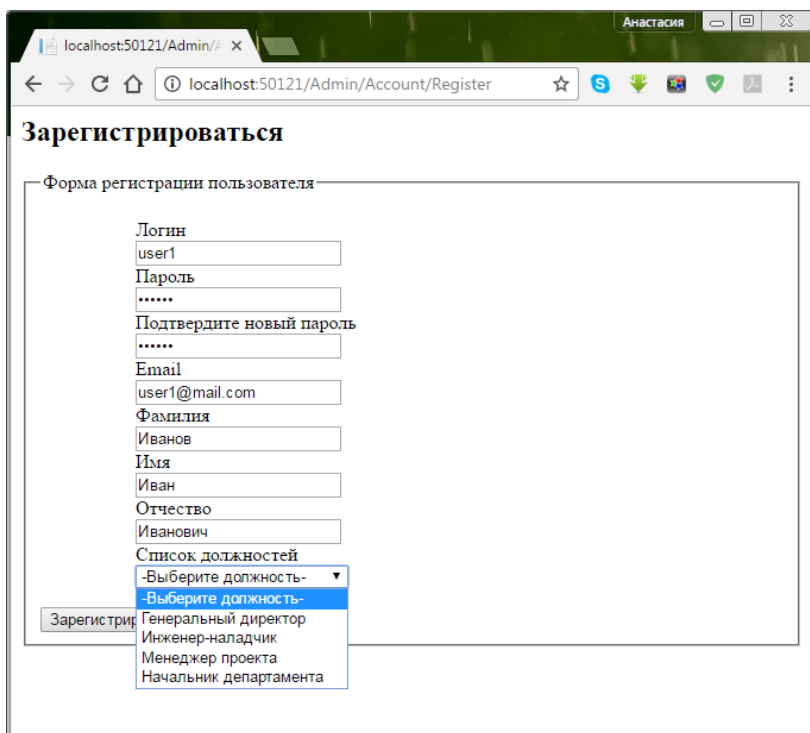 Анастасия
localhost:50121/Admin/
localhost:50121/Admin/Account/Register
Зарегистрироваться
Форма регистрации пользователя
Логин
user1
Пароль
••••••
Подтвердите новый пароль
••••••
Email
user1@mail.com
Фамилия
Иванов
Имя
Иван
Отчество
Иванович
Список должностей
-Выберите должность-
-Выберите должность-
Зарегистрир
Генеральный директор
Инженер-наладчик
Менеджер проекта
Начальник департамента